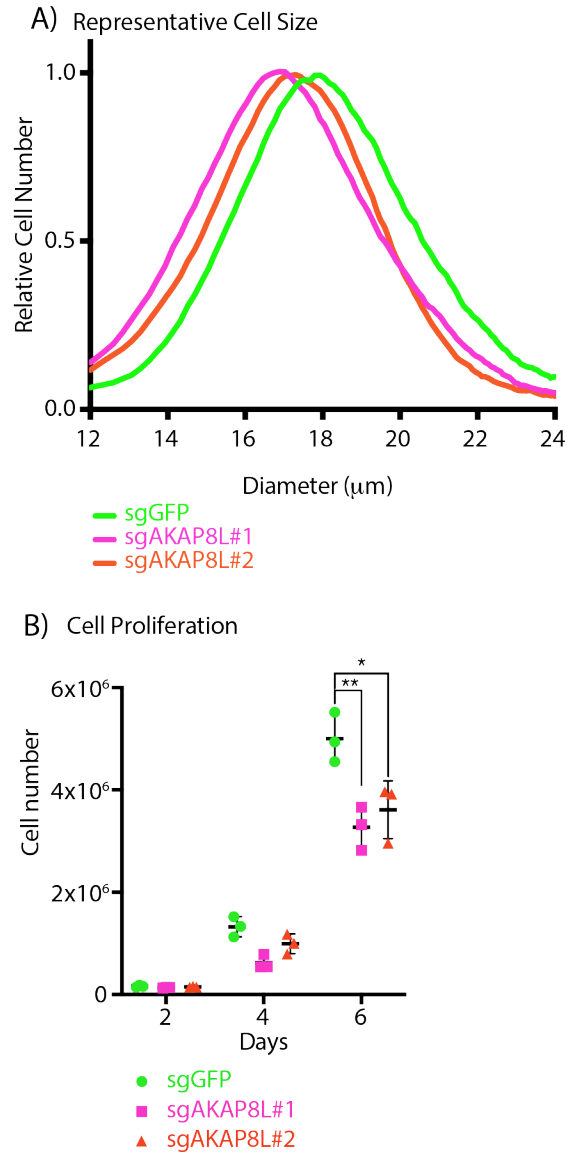 A) Representative Cell Size
Relative Cell Number
1.0
0.5
0.0
12 14 16 18 20 22 24
Diameter (μm)
sgGFP
sgAKAP8L#1
sgAKAP8L#2
B) Cell Proliferation
Cell number
6x10⁶
4x10⁶
2x10⁶
0
*
**
2 4 6
Days
sgGFP
sgAKAP8L#1
sgAKAP8L#2